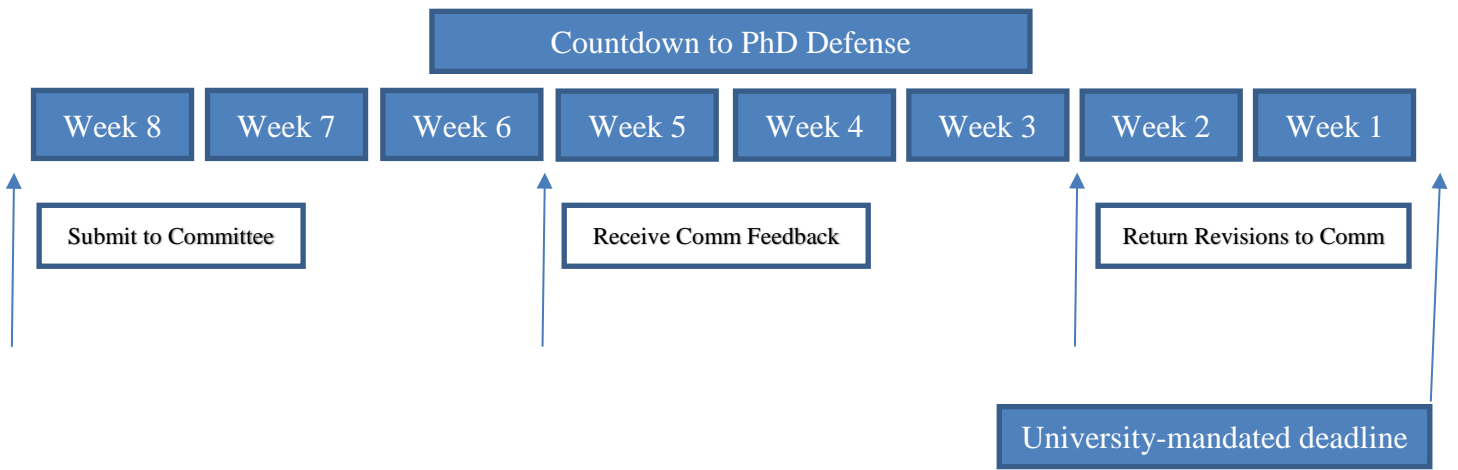 Countdown to PhD Defense
Week 8
Week 7
Week 6
Week 5
Week 4
Week 3
Week 2
Week 1
Submit to Committee
Receive Comm Feedback
Return Revisions to Comm
University-mandated deadline